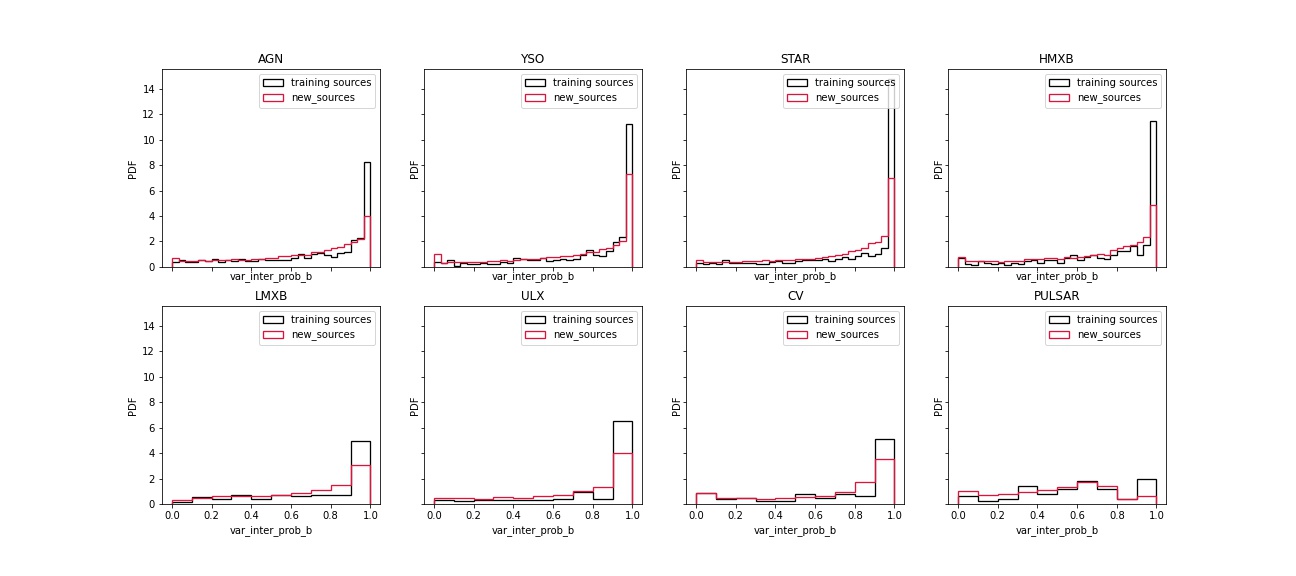 AGN
YSO
STAR
HMXB
training sources
new_sources
training sources
new_sources
training sources
new_sources
training sources
new_sources
14
12
10
8
6
4
2
0
PDF
PDF
PDF
PDF
var_inter_prob_b
var_inter_prob_b
var_inter_prob_b
var_inter_prob_b
LMXB
ULX
CV
PULSAR
training sources
new_sources
training sources
new_sources
training sources
new_sources
training sources
new_sources
14
12
10
8
6
4
2
0
PDF
PDF
PDF
PDF
0.0 0.2 0.4 0.6 0.8 1.0
0.0 0.2 0.4 0.6 0.8 1.0
0.0 0.2 0.4 0.6 0.8 1.0
0.0 0.2 0.4 0.6 0.8 1.0
var_inter_prob_b
var_inter_prob_b
var_inter_prob_b
var_inter_prob_b